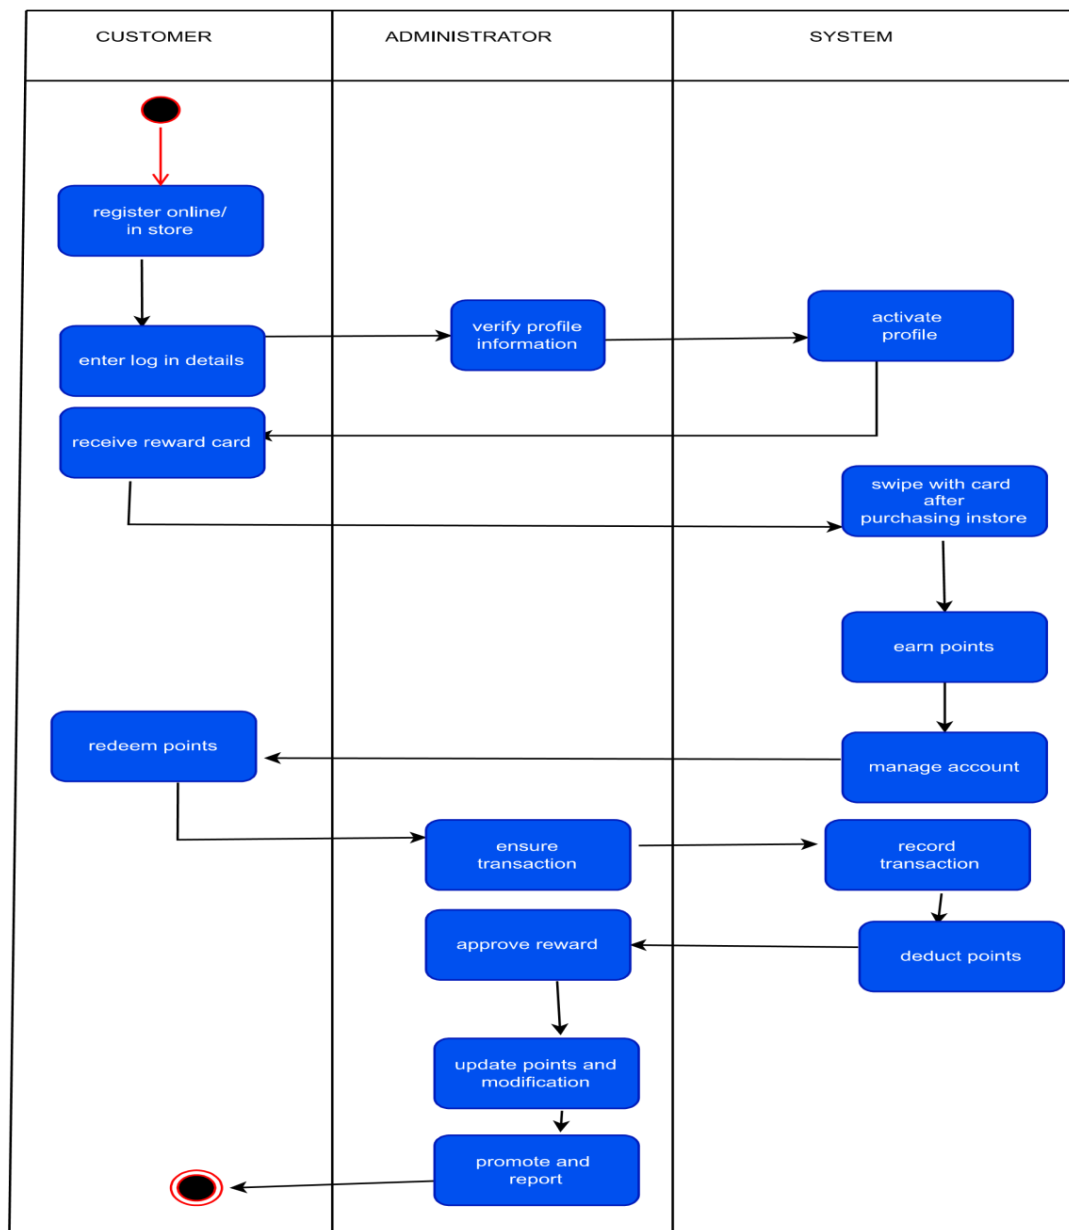 CUSTOMER
ADMINISTRATOR
SYSTEM
register online/
in store
enter log in details
verify profile
information
activate
profile
receive reward card
swipe with card
after
purchasing instore
earn points
redeem points
manage account
ensure
transaction
record
transaction
approve reward
deduct points
update points and
modification
promote and
report